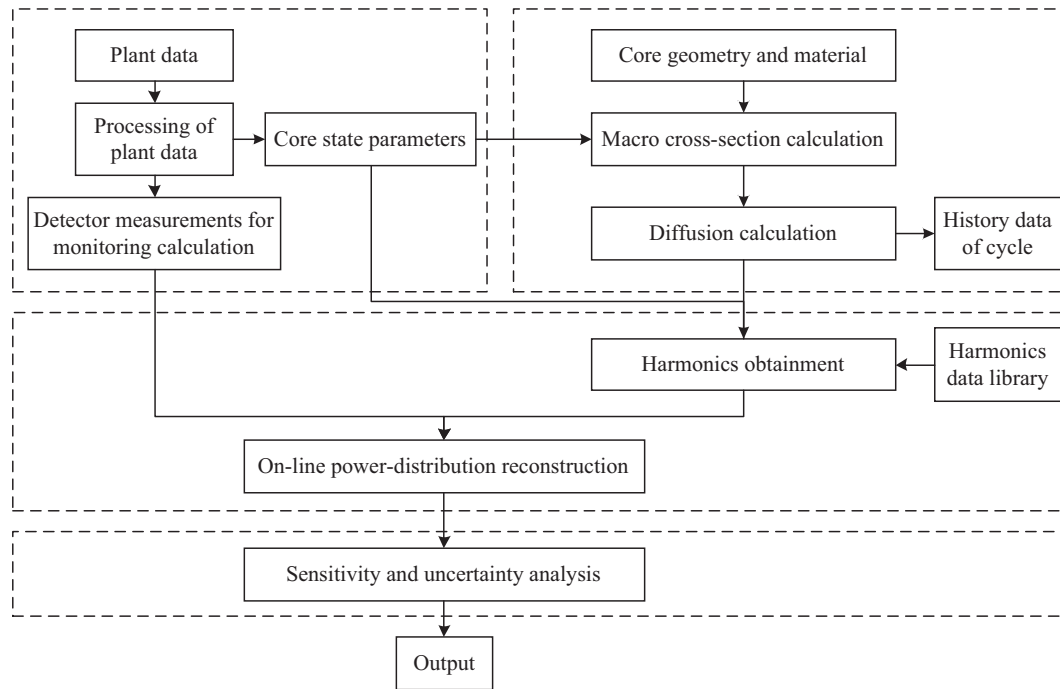 Plant data
Processing of
plant data
Core state parameters
Detector measurements for
monitoring calculation
Core geometry and material
Macro cross-section calculation
Diffusion calculation
History data
of cycle
Harmonics obtainment
Harmonics
data library
On-line power-distribution reconstruction
Sensitivity and uncertainty analysis
Output